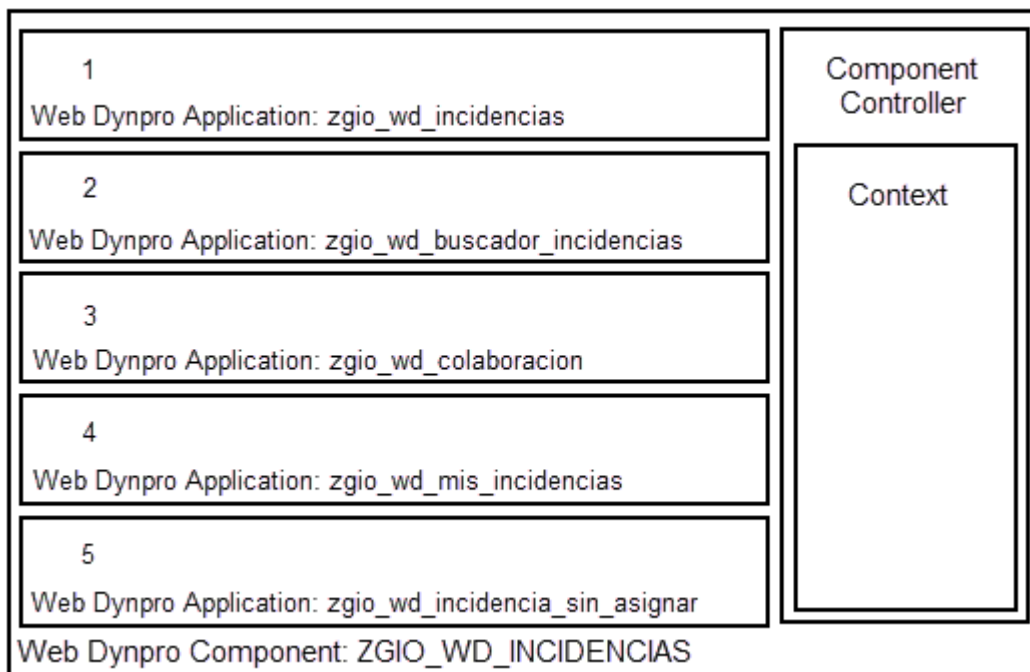 1
Web Dynpro Application: zgio_wd_incidencias
2
Web Dynpro Application: zgio_wd_buscador_incidencias
3
Web Dynpro Application: zgio_wd_colaboracion
4
Web Dynpro Application: zgio_wd_mis_incidencias
5
Web Dynpro Application: zgio_wd_incidencia_sin_asignar
Web Dynpro Component: ZGIO_WD_INCIDENCIAS
Component
Controller
Context